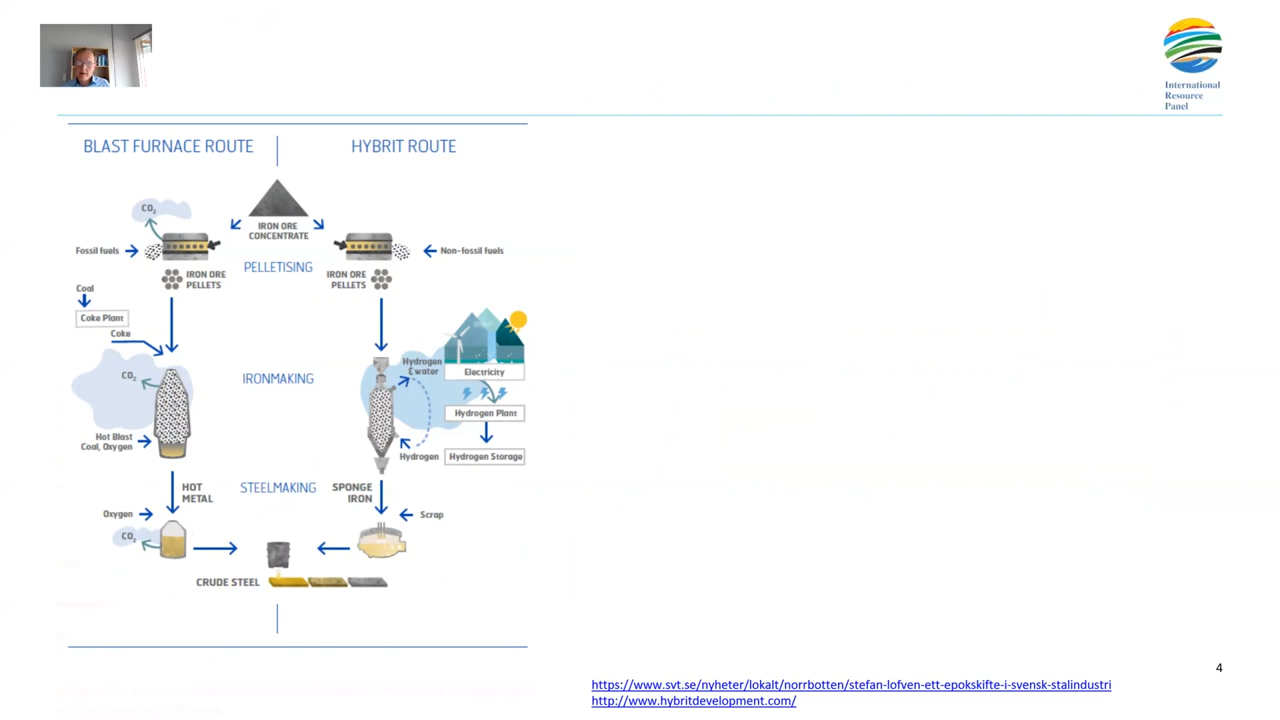 International
Resource
Panel
BLAST FURNACE ROUTE
HYBRIT ROUTE
CO2
IRON ORE
CONCENTRATE
Fossil fuels
Non-fossil fuels
PELLETISING
IRON ORE
PELLETS
IRON ORE
PELLETS
Coal
Coke Plant
Coke
CO2
IRONMAKING
Hydrogen
& water
Electricity
Hydrogen Plant
Hot Blast
Coal, Oxygen
Hydrogen
Hydrogen Storage
HOT
METAL
STEELMAKING
SPONGE
IRON
Oxygen
Scrap
CO2
CRUDE STEEL
4
https://www.svt.se/nyheter/lokalt/norrbotten/stefan-lofven-ett-epokskifte-i-svensk-stalindustri
http://www.hybritdevelopment.com/